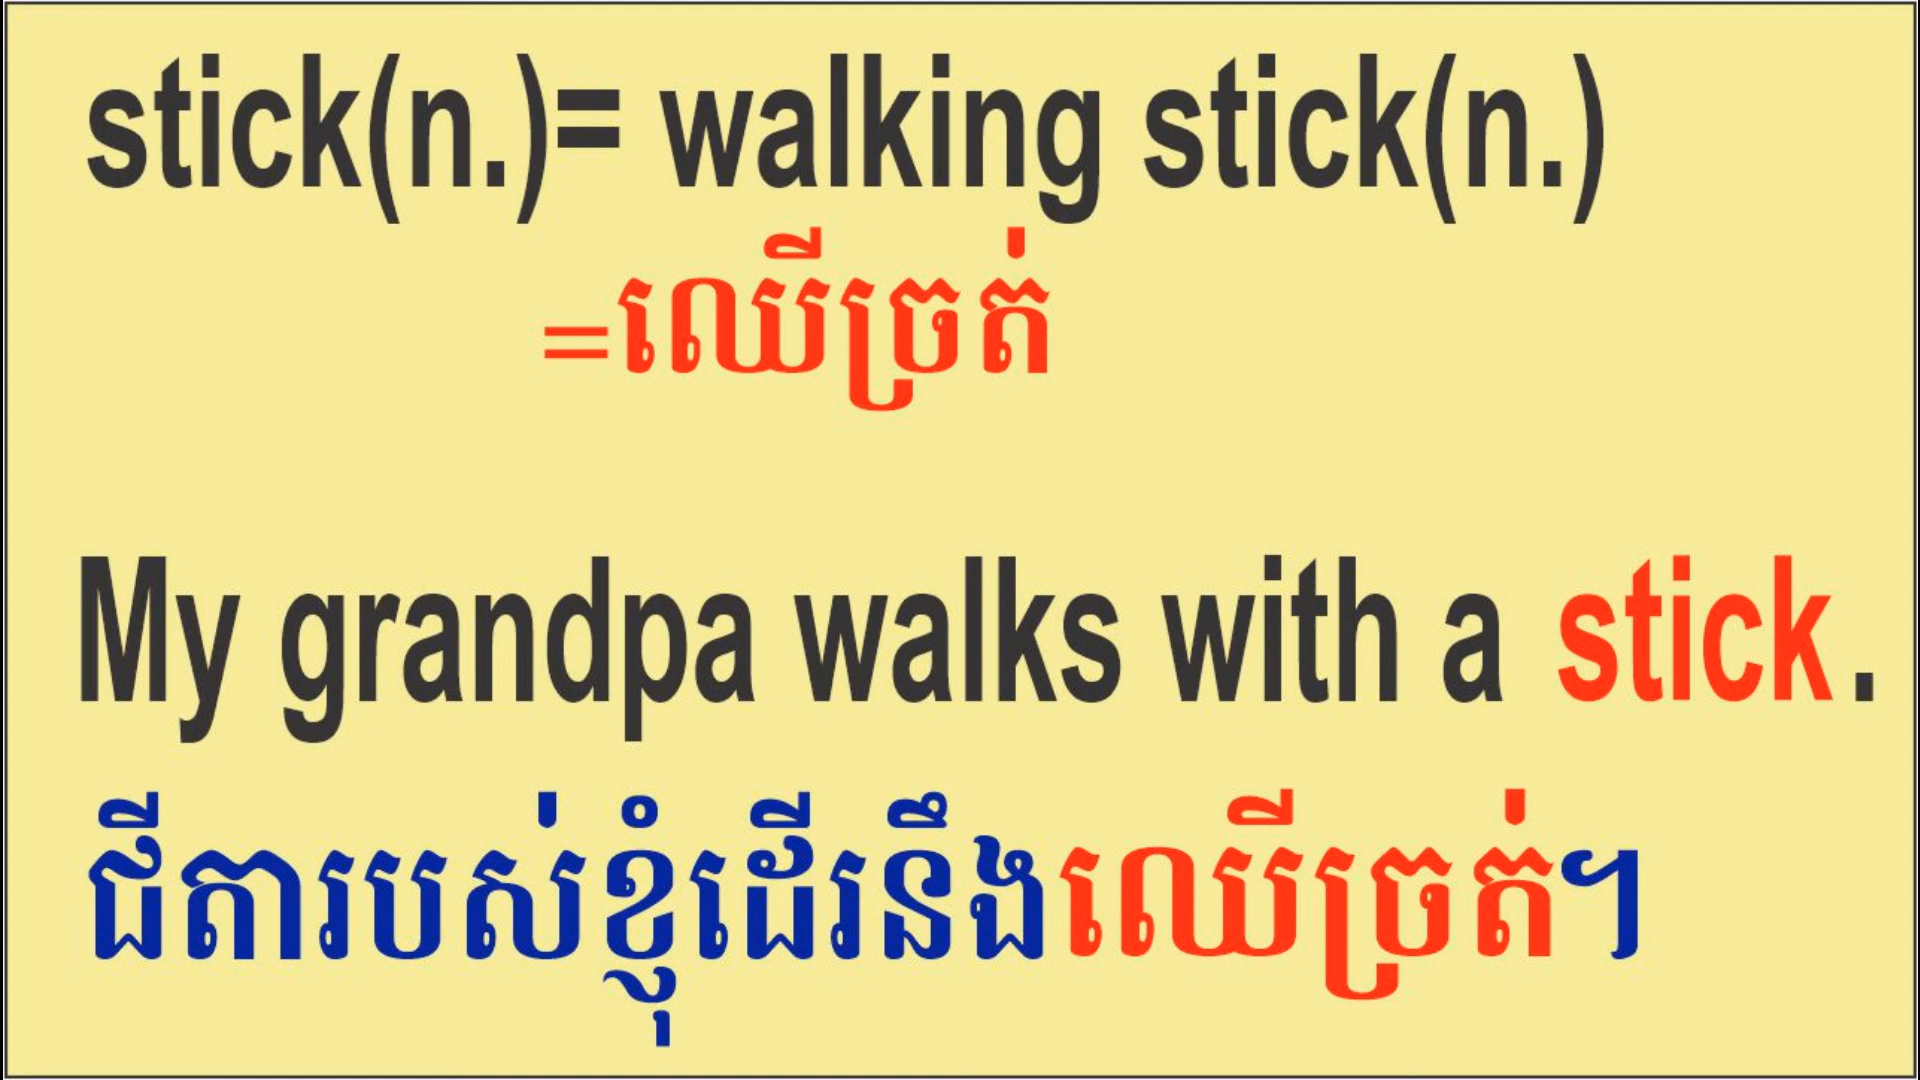 stick(n.)= walking stick(n.)
=ឈើច្រត់
My grandpa walks with a stick.
ជីតារបស់ខ្ញុំដើរនឹងឈើច្រត់។